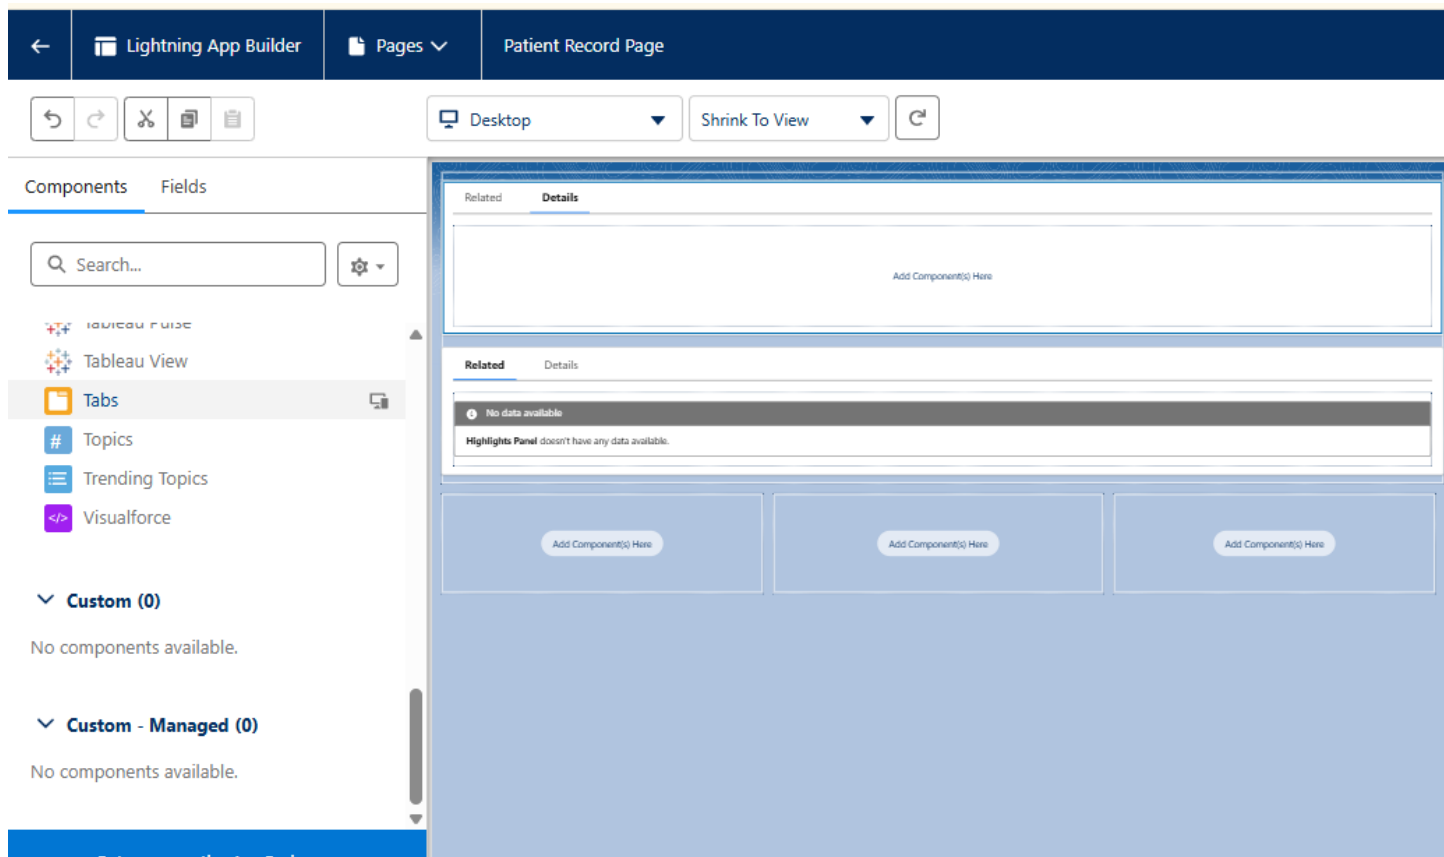 Lightning App Builder
Pages
Patient Record Page
Desktop
Shrink To View
Components
Fields
Search...
Tableau Pulse
Tableau View
Tabs
Topics
Trending Topics
Visualforce
Custom (0)
No components available.
Custom - Managed (0)
No components available.
Related
Details
Add Component(s) Here
Related
Details
No data available
Highlights Panel doesn't have any data available.
Add Component(s) Here
Add Component(s) Here
Add Component(s) Here